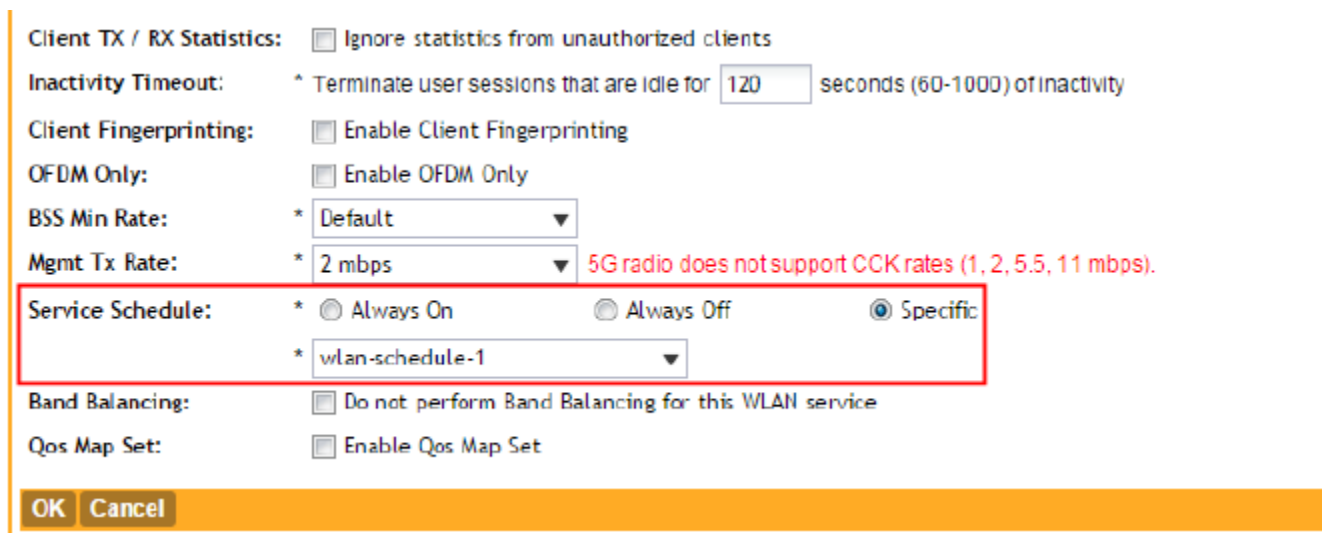 Client TX / RX Statistics: Ignore statistics from unauthorized clients
Inactivity Timeout: * Terminate user sessions that are idle for 120 seconds (60-1000) of inactivity
Client Fingerprinting: Enable Client Fingerprinting
OFDM Only: Enable OFDM Only
BSS Min Rate: * Default
Mgmt Tx Rate: * 2 mbps 5G radio does not support CCK rates (1, 2, 5.5, 11 mbps).
Service Schedule: * Always On Always Off Specific
* wlan-schedule-1
Band Balancing: Do not perform Band Balancing for this WLAN service
Qos Map Set: Enable Qos Map Set
OK Cancel